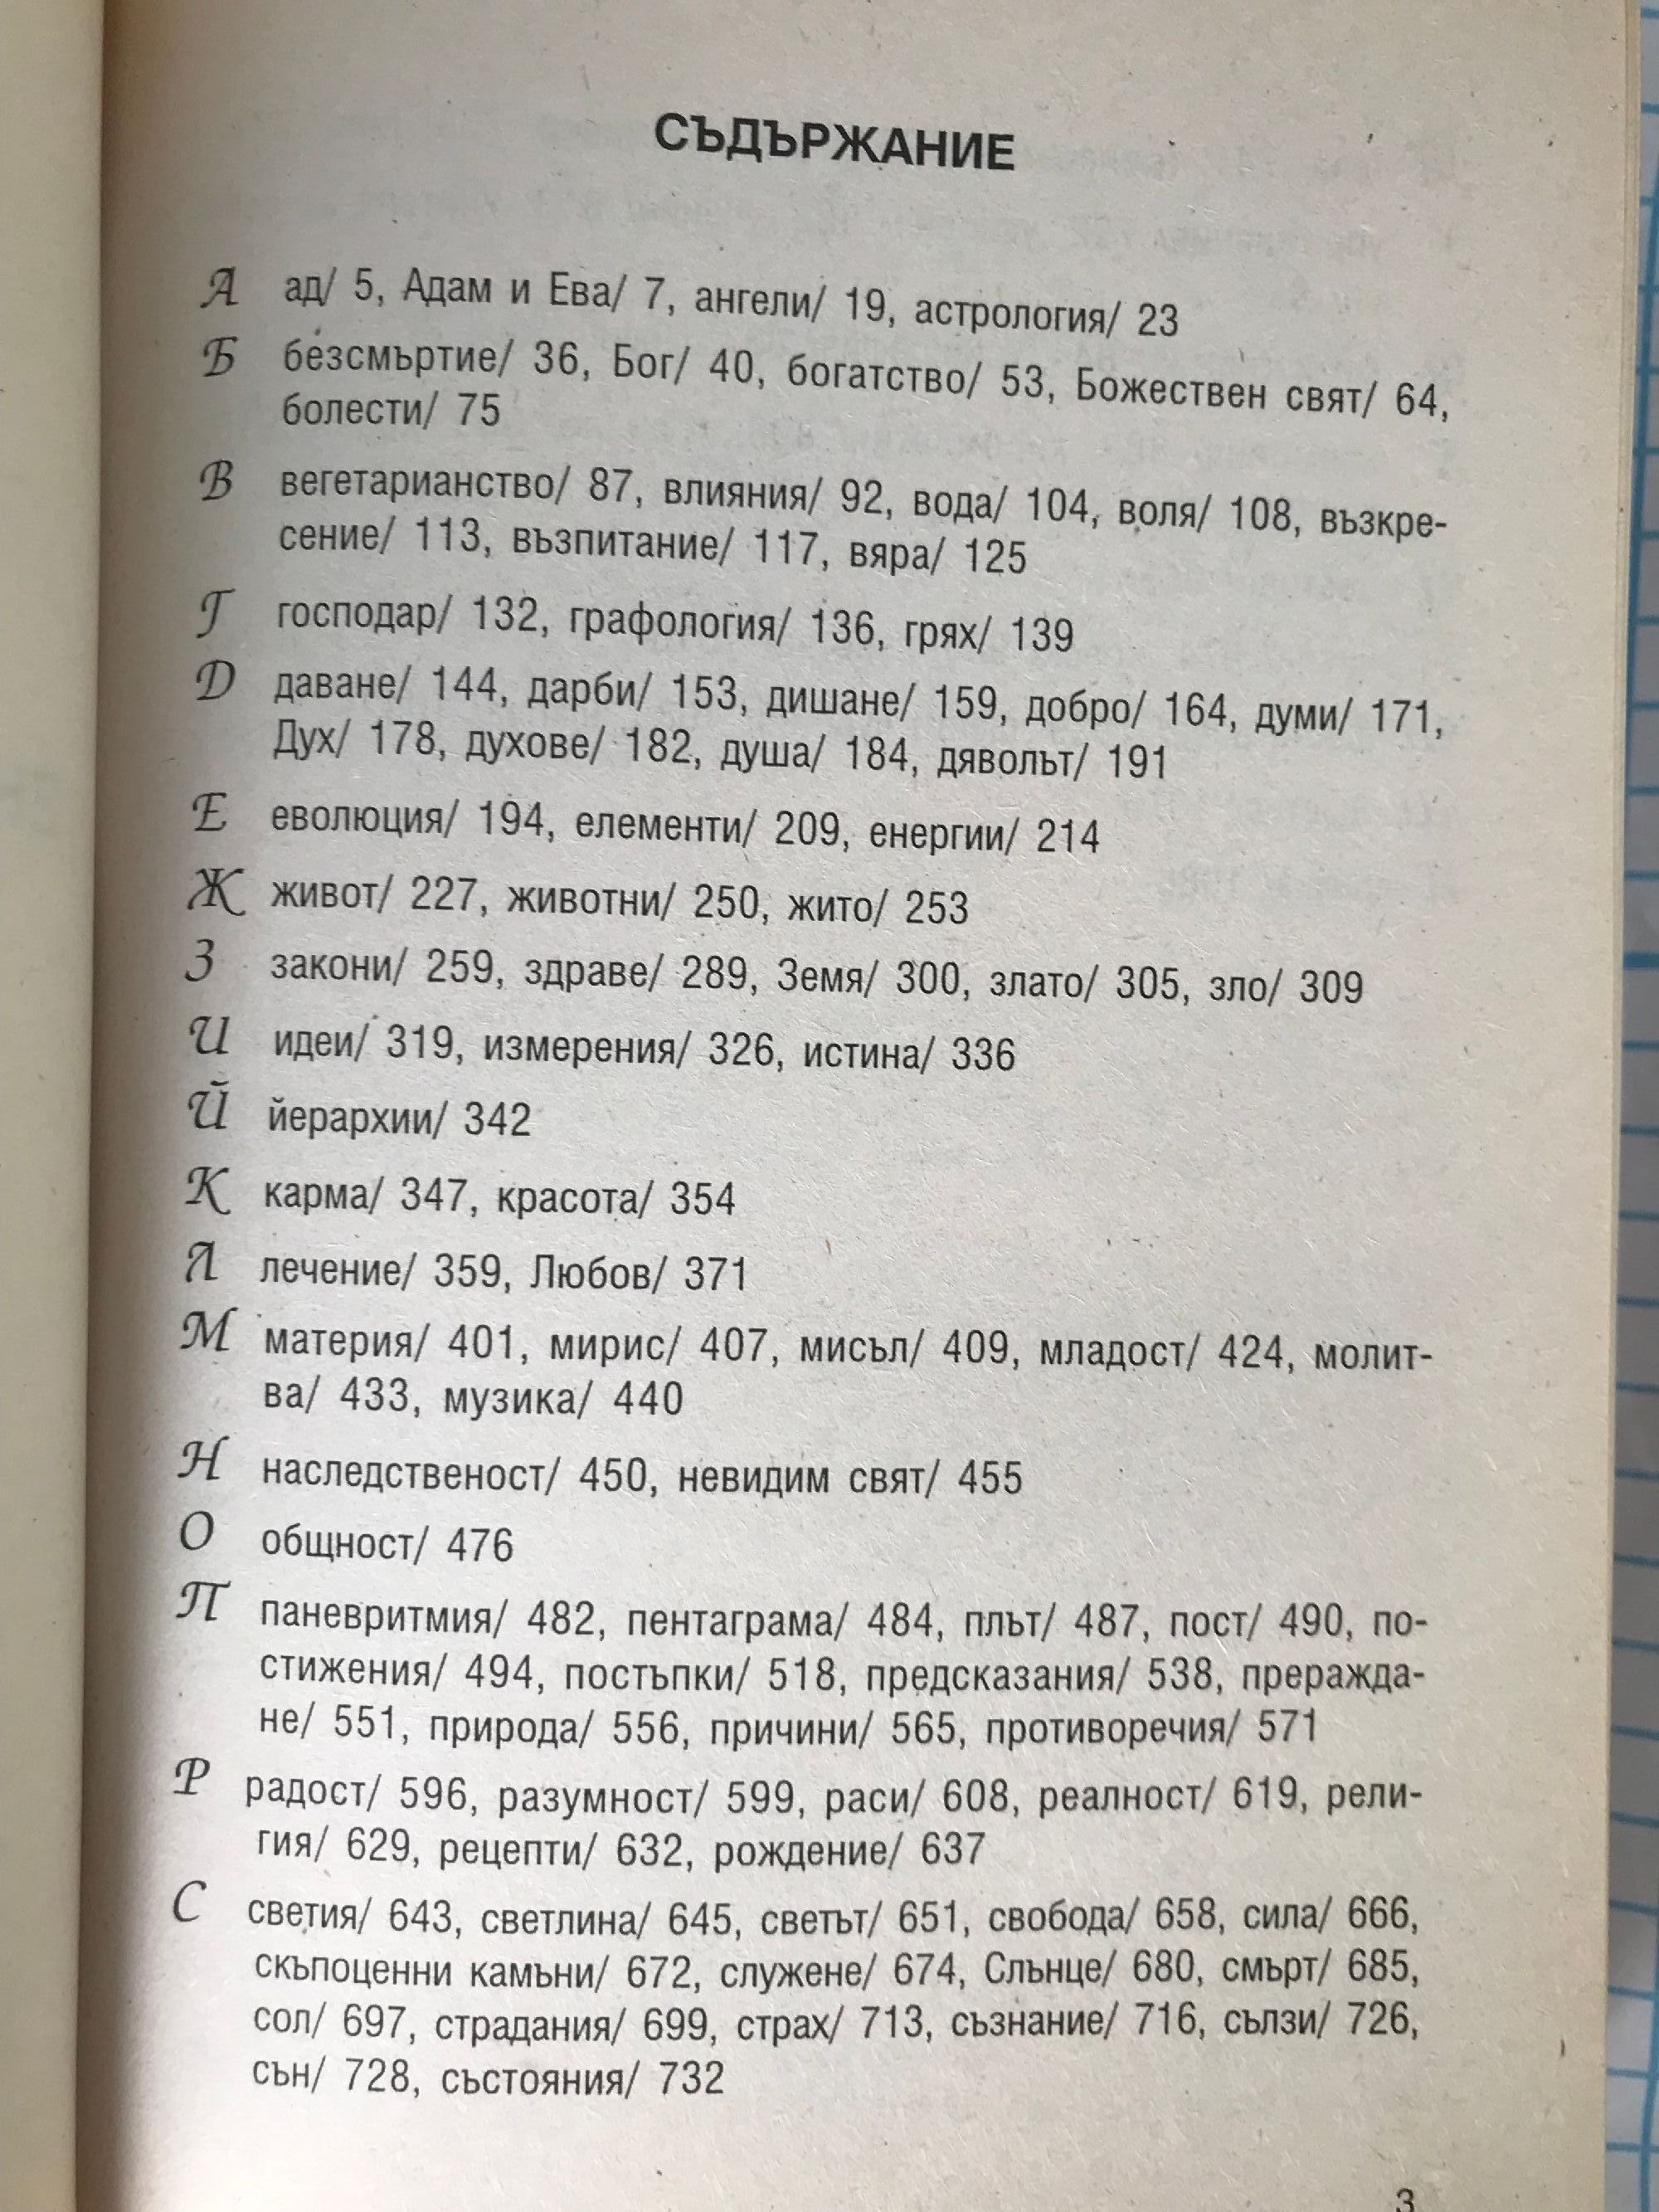 СЪДЪРЖАНИЕ
А ад/ 5, Адам и Ева/ 7, ангели/ 19, астрология/ 23
Б безсмъртие/ 36, Бог/ 40, богатство/ 53, Божествен свят/ 64,
болести/ 75
В вегетарианство/ 87, влияния/ 92, вода/ 104, воля/ 108, възкре-
сение/ 113, възпитание/ 117, вяра/ 125
Г господар/ 132, графология/ 136, грях/ 139
D даване/ 144, дарби/ 153, дишане/ 159, добро/ 164, думи/ 171,
Дух/ 178, духове/ 182, душа/ 184, дяволът/ 191
Е еволюция/ 194, елементи/ 209, енергии/ 214
Ж живот/ 227, животни/ 250, жито/ 253
З закони/ 259, здраве/ 289, Земя/ 300, злато/ 305, зло/ 309
И идеи/ 319, измерения/ 326, истина/ 336
Й йерархии/ 342
К карма/ 347, красота/ 354
Л лечение/ 359, Любов/ 371
М материя/ 401, мирис/ 407, мисъл/ 409, младост/ 424, молит-
ва/ 433, музика/ 440
Н наследственост/ 450, невидим свят/ 455
О общност/ 476
П паневритмия/ 482, пентаграма/ 484, плът/ 487, пост/ 490, по-
стижения/ 494, постъпки/ 518, предсказания/ 538, прераждa-
не/ 551, природа/ 556, причини/ 565, противоречия/ 571
Р радост/ 596, разумност/ 599, раси/ 608, реалност/ 619, рели-
гия/ 629, рецепти/ 632, рождение/ 637
С светия/ 643, светлина/ 645, светът/ 651, свобода/ 658, сила/ 666,
скъпоценни камъни/ 672, служене/ 674, Слънце/ 680, смърт/ 685,
сол/ 697, страдания/ 699, страх/ 713, съзнание/ 716, сълзи/ 726,
сън/ 728, състояния/ 732
3